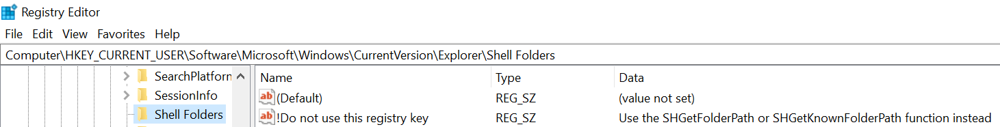 Registry Editor
File Edit View Favorites Help
Computer\HKEY_CURRENT_USER\Software\Microsoft\Windows\CurrentVersion\Explorer\Shell Folders
SearchPlatforn
SessionInfo
Shell Folders
Name Type Data
(Default) REG_SZ (value not set)
!Do not use this registry key REG_SZ Use the SHGetFolderPath or SHGetKnownFolderPath function instead